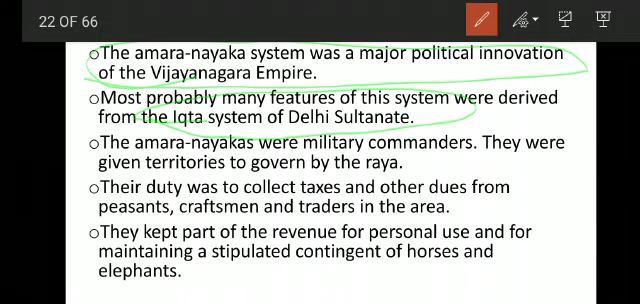 22 OF 66
oThe amara-nayaka system was a major political innovation
of the Vijayanagara Empire.
oMost probably many features of this system were derived
from the Iqta system of Delhi Sultanate.
oThe amara-nayakas were military commanders. They were
given territories to govern by the raya.
oTheir duty was to collect taxes and other dues from
peasants, craftsmen and traders in the area.
oThey kept part of the revenue for personal use and for
maintaining a stipulated contingent of horses and
elephants.